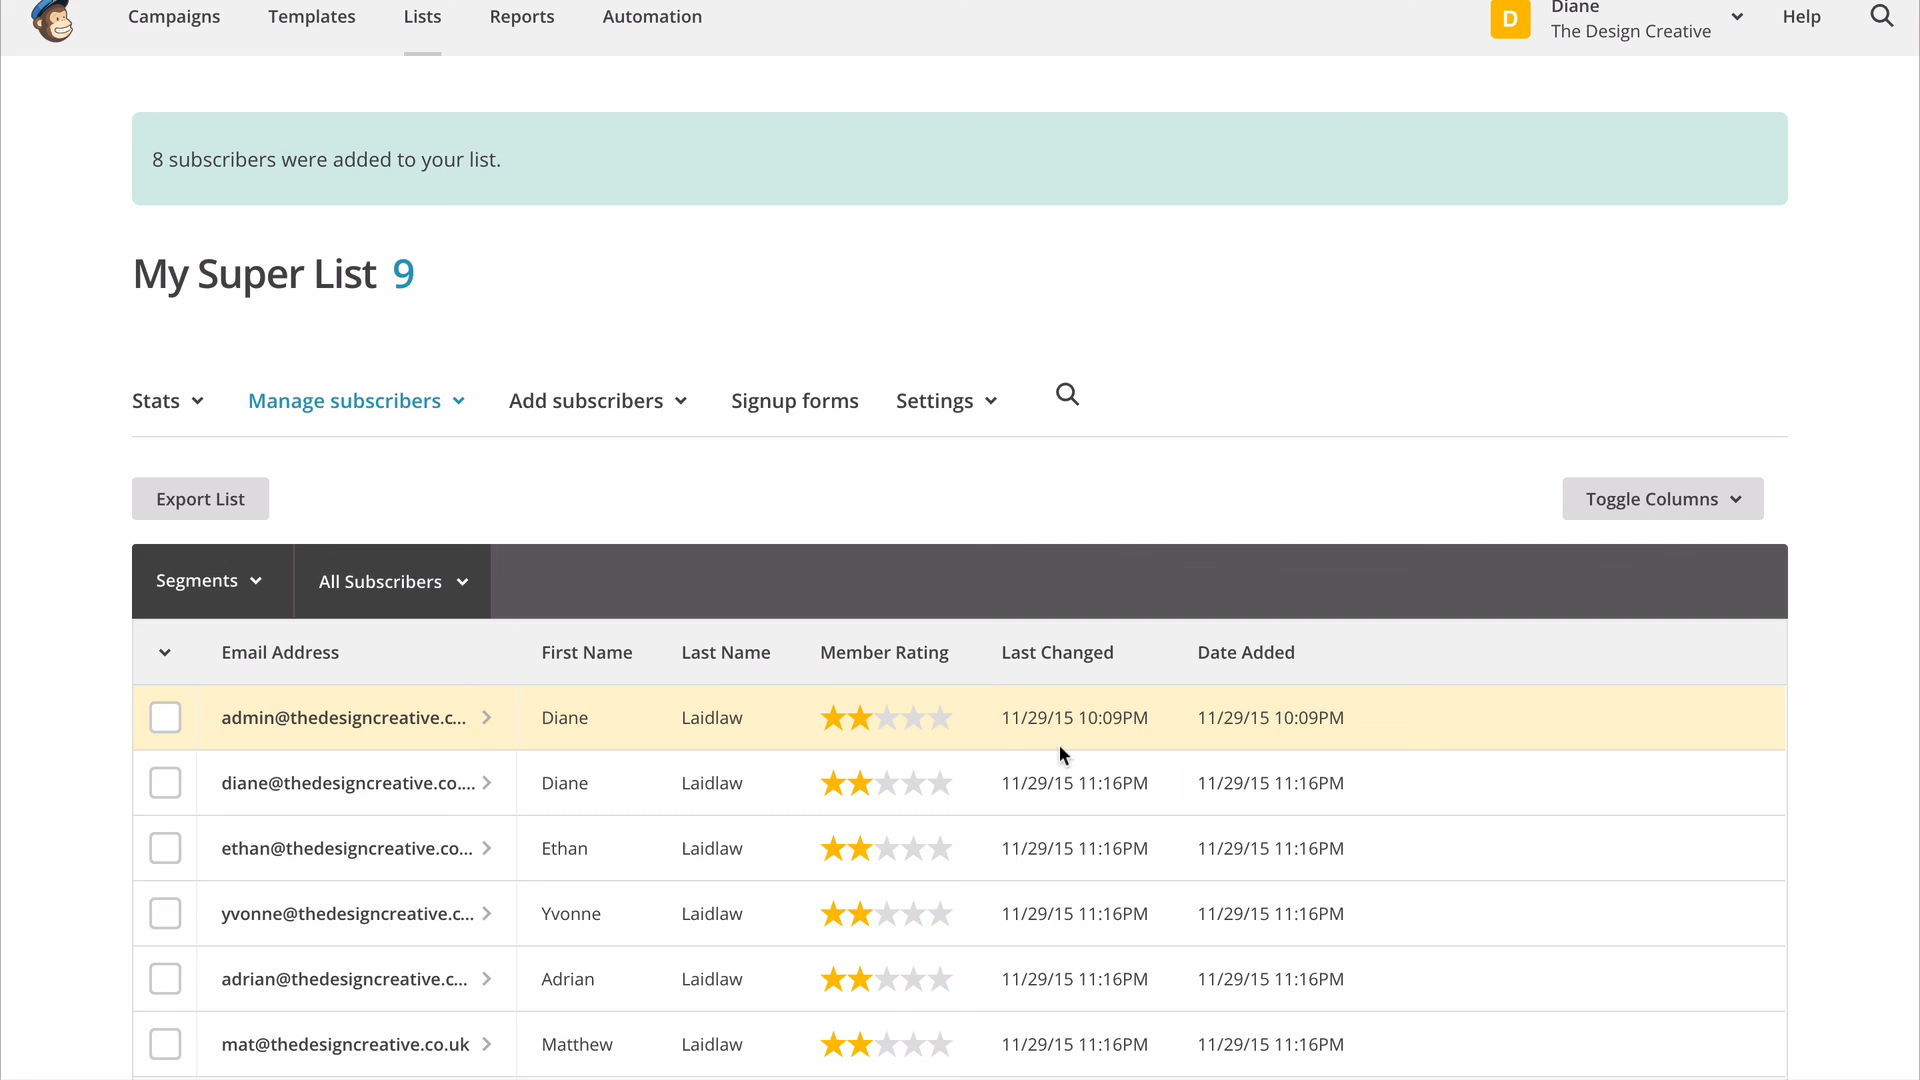 Campaigns Templates Lists Reports Automation D Diane Help
The Design Creative
8 subscribers were added to your list.
My Super List 9
Stats Manage subscribers Add subscribers Signup forms Settings
Export List Toggle Columns
Segments All Subscribers
Email Address First Name Last Name Member Rating Last Changed Date Added
admin@thedesigncreative.c... Diane Laidlaw 11/29/15 10:09PM 11/29/15 10:09PM
diane@thedesigncreative.co.... Diane Laidlaw 11/29/15 11:16PM 11/29/15 11:16PM
ethan@thedesigncreative.co... Ethan Laidlaw 11/29/15 11:16PM 11/29/15 11:16PM
yvonne@thedesigncreative.c... Yvonne Laidlaw 11/29/15 11:16PM 11/29/15 11:16PM
adrian@thedesigncreative.c... Adrian Laidlaw 11/29/15 11:16PM 11/29/15 11:16PM
mat@thedesigncreative.co.uk Matthew Laidlaw 11/29/15 11:16PM 11/29/15 11:16PM